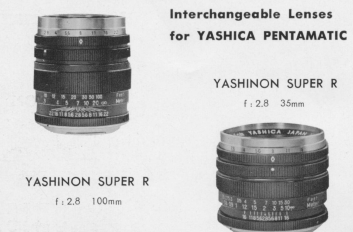 Interchangeable Lenses
for YASHICA PENTAMATIC
YASHINON SUPER R
f : 2.8 35mm
YASHICA JAPAN
YASHINON SUPER R
f : 2.8 100mm